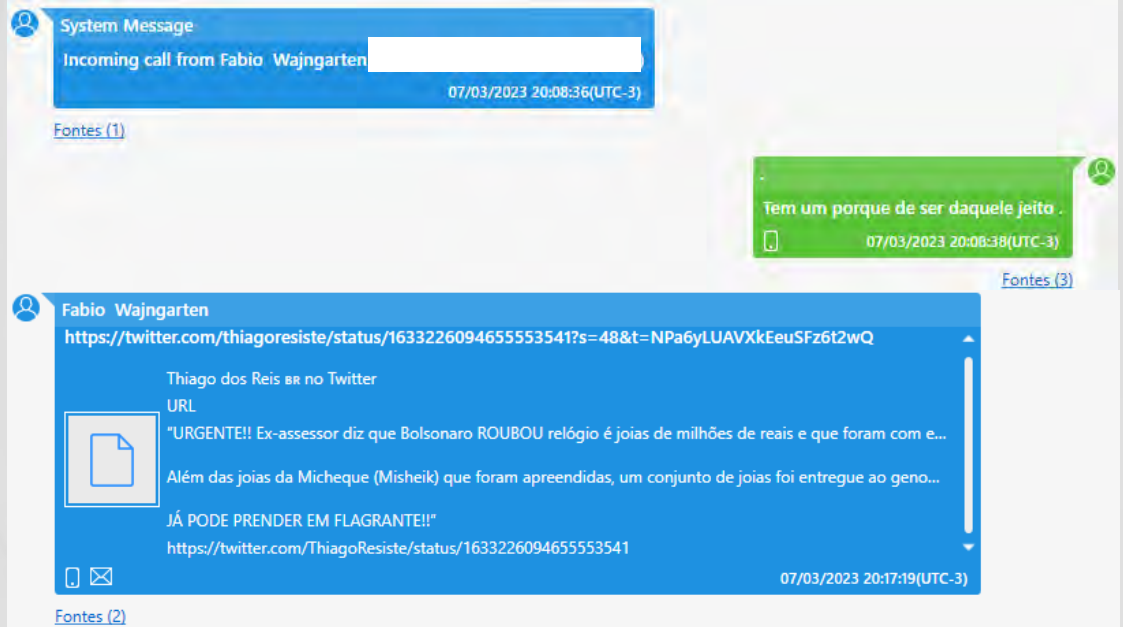 System Message
Incoming call from Fabio Wajngarten )
07/03/2023 20:08:36(UTC-3)
Fontes (1)
.
Tem um porque de ser daquele jeito .
07/03/2023 20:08:38(UTC-3)
Fontes (3)
Fabio Wajngarten
https://twitter.com/thiagoresiste/status/1633226094655553541?s=48&t=NPa6yLUAVXkEeuSFz6t2wQ
Thiago dos Reis ʙʀ no Twitter
URL
"URGENTE!! Ex-assessor diz que Bolsonaro ROUBOU relógio é joias de milhões de reais e que foram com e...
Além das joias da Micheque (Misheik) que foram apreendidas, um conjunto de joias foi entregue ao geno...
JÁ PODE PRENDER EM FLAGRANTE!!"
https://twitter.com/ThiagoResiste/status/1633226094655553541
07/03/2023 20:17:19(UTC-3)
Fontes (2)